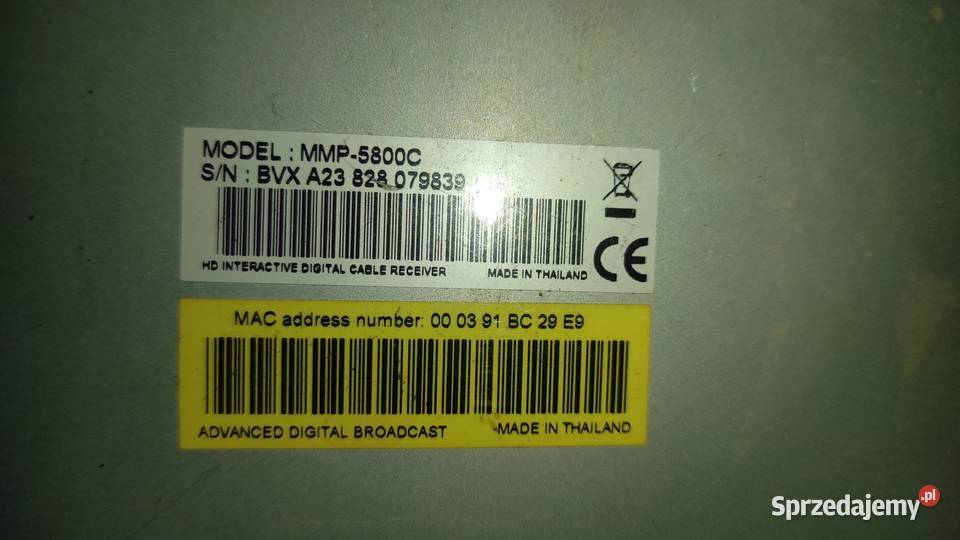 MODEL : MMP-5800C
S/N : BVX A23 828 079839
HD INTERACTIVE DIGITAL CABLE RECEIVER MADE IN THAILAND
CE
MAC address number: 00 03 91 BC 29 E9
ADVANCED DIGITAL BROADCAST -MADE IN THAILAND
Sprzedajemy.pl